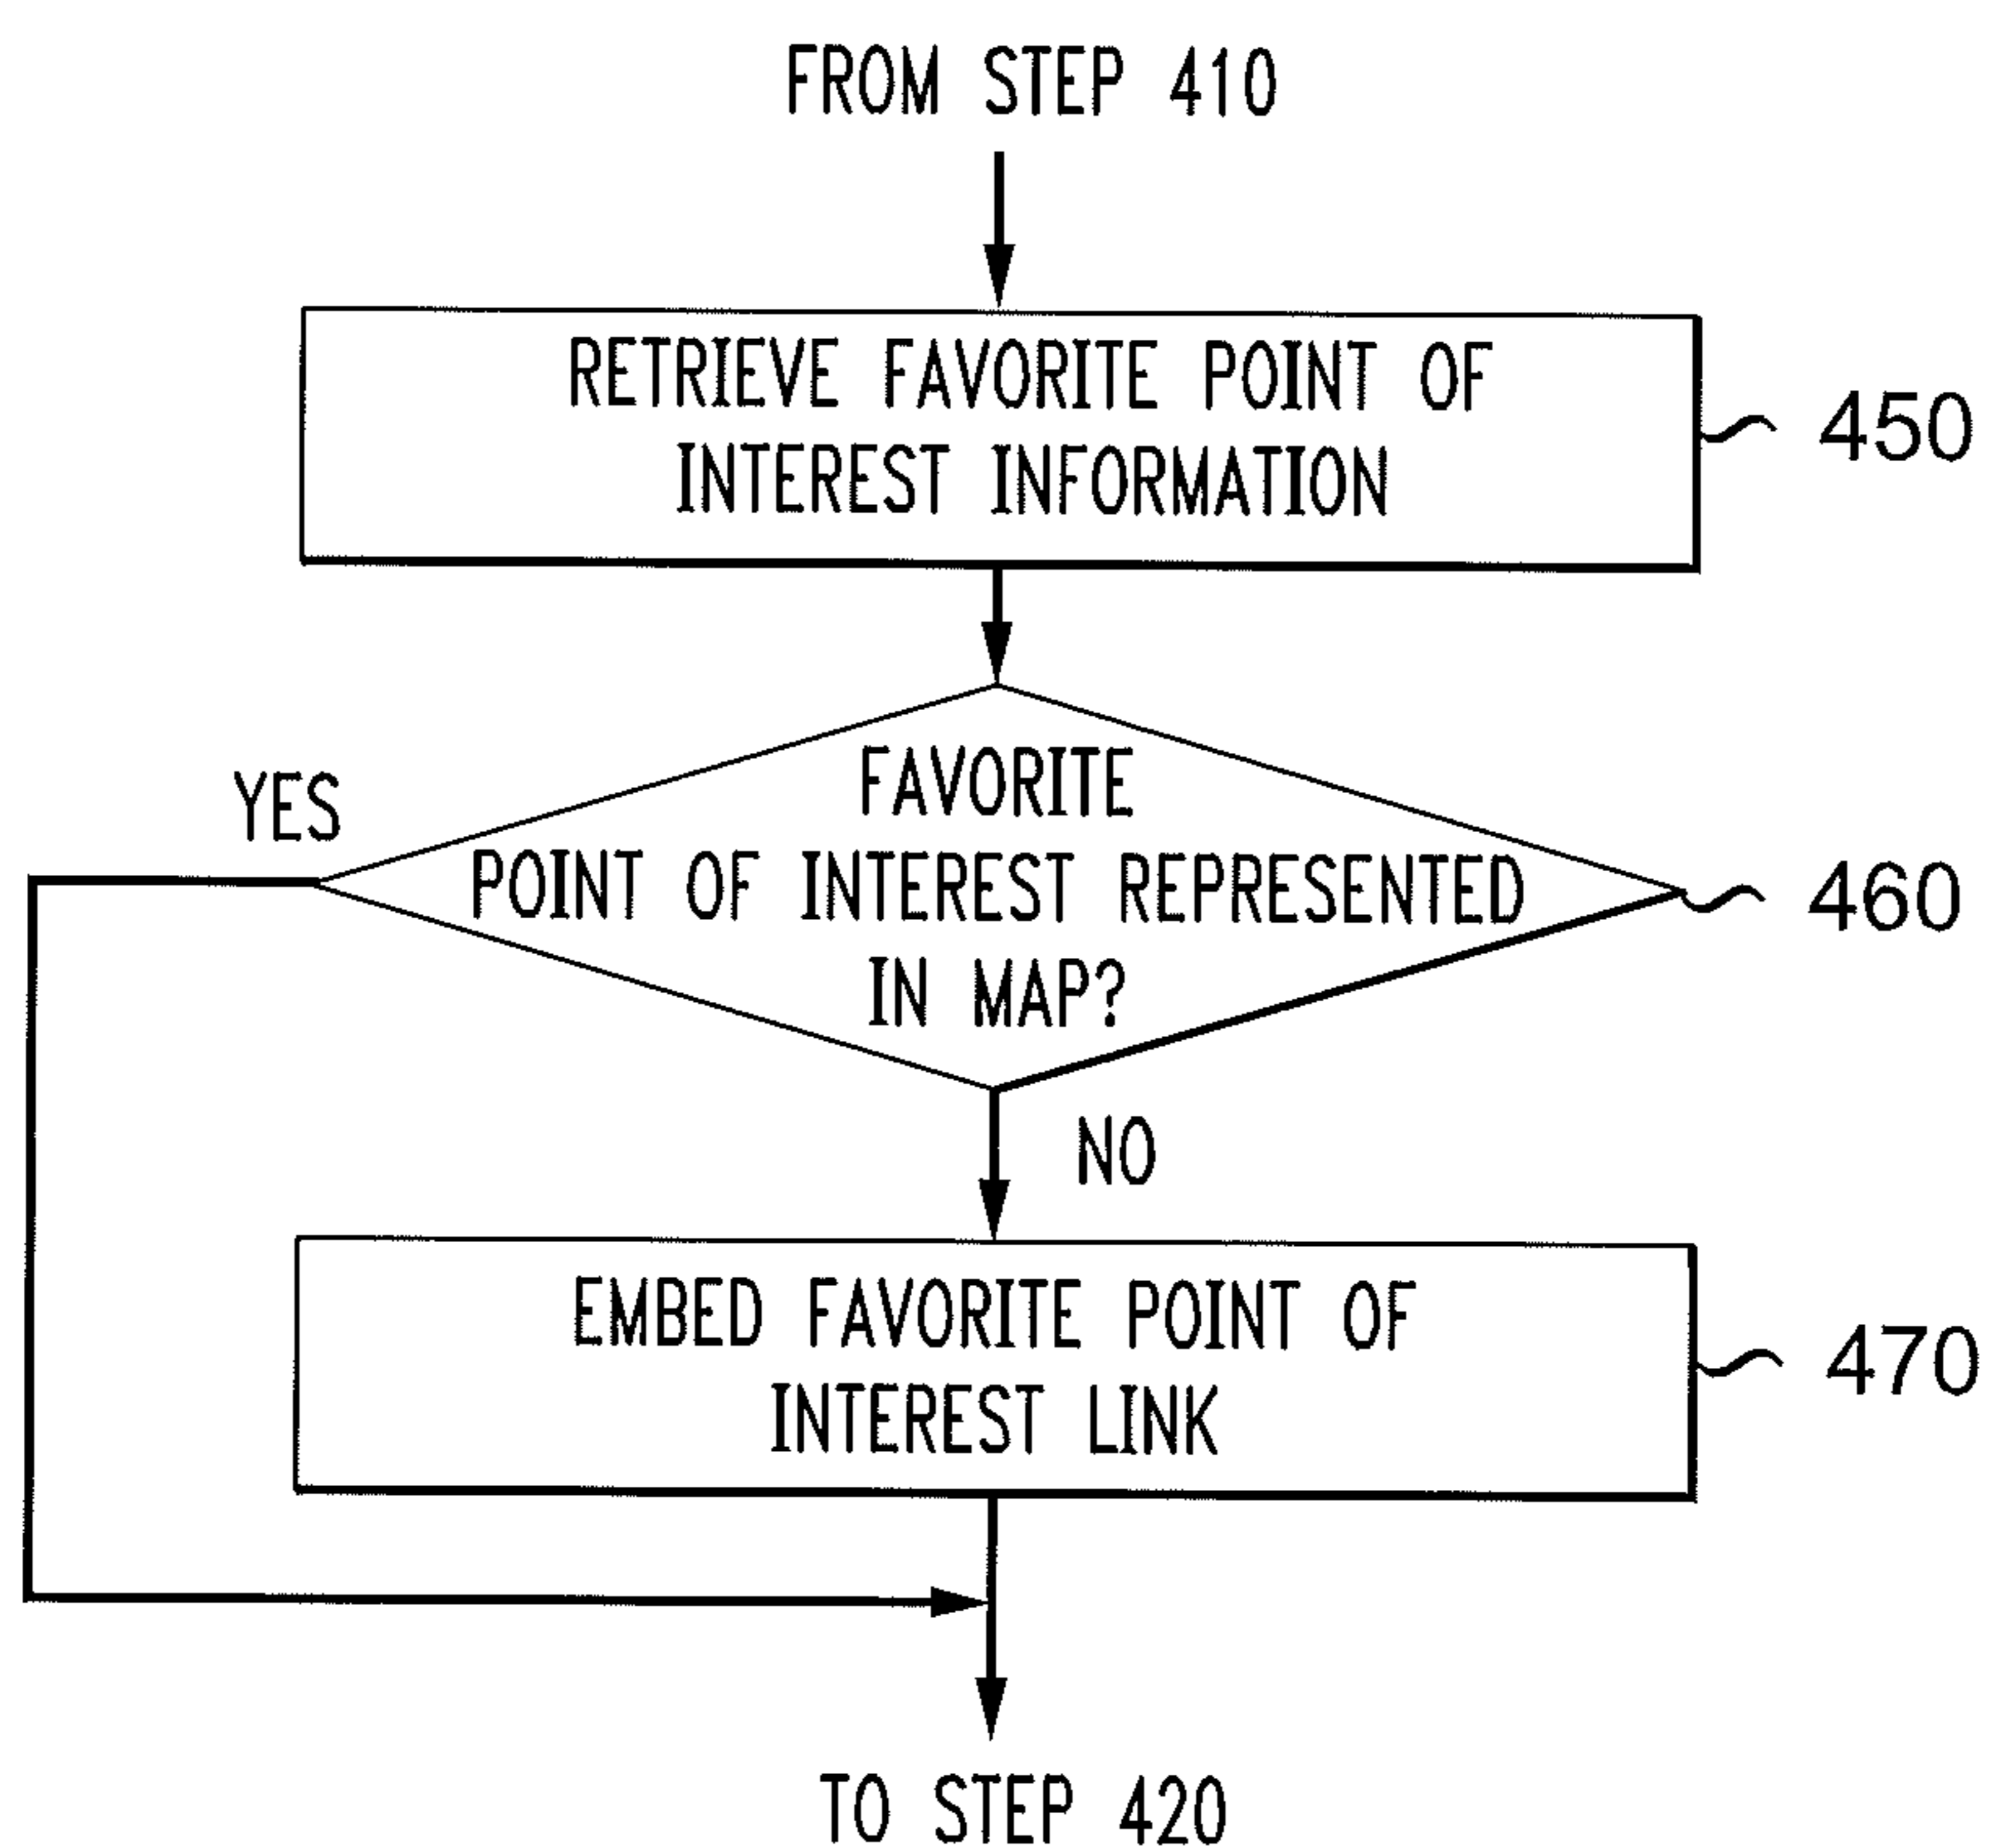 FROM STEP 410
RETRIEVE FAVORITE POINT OF
INTEREST INFORMATION
450
YES
FAVORITE
POINT OF INTEREST REPRESENTED
IN MAP?
460
NO
EMBED FAVORITE POINT OF
INTEREST LINK
470
TO STEP 420